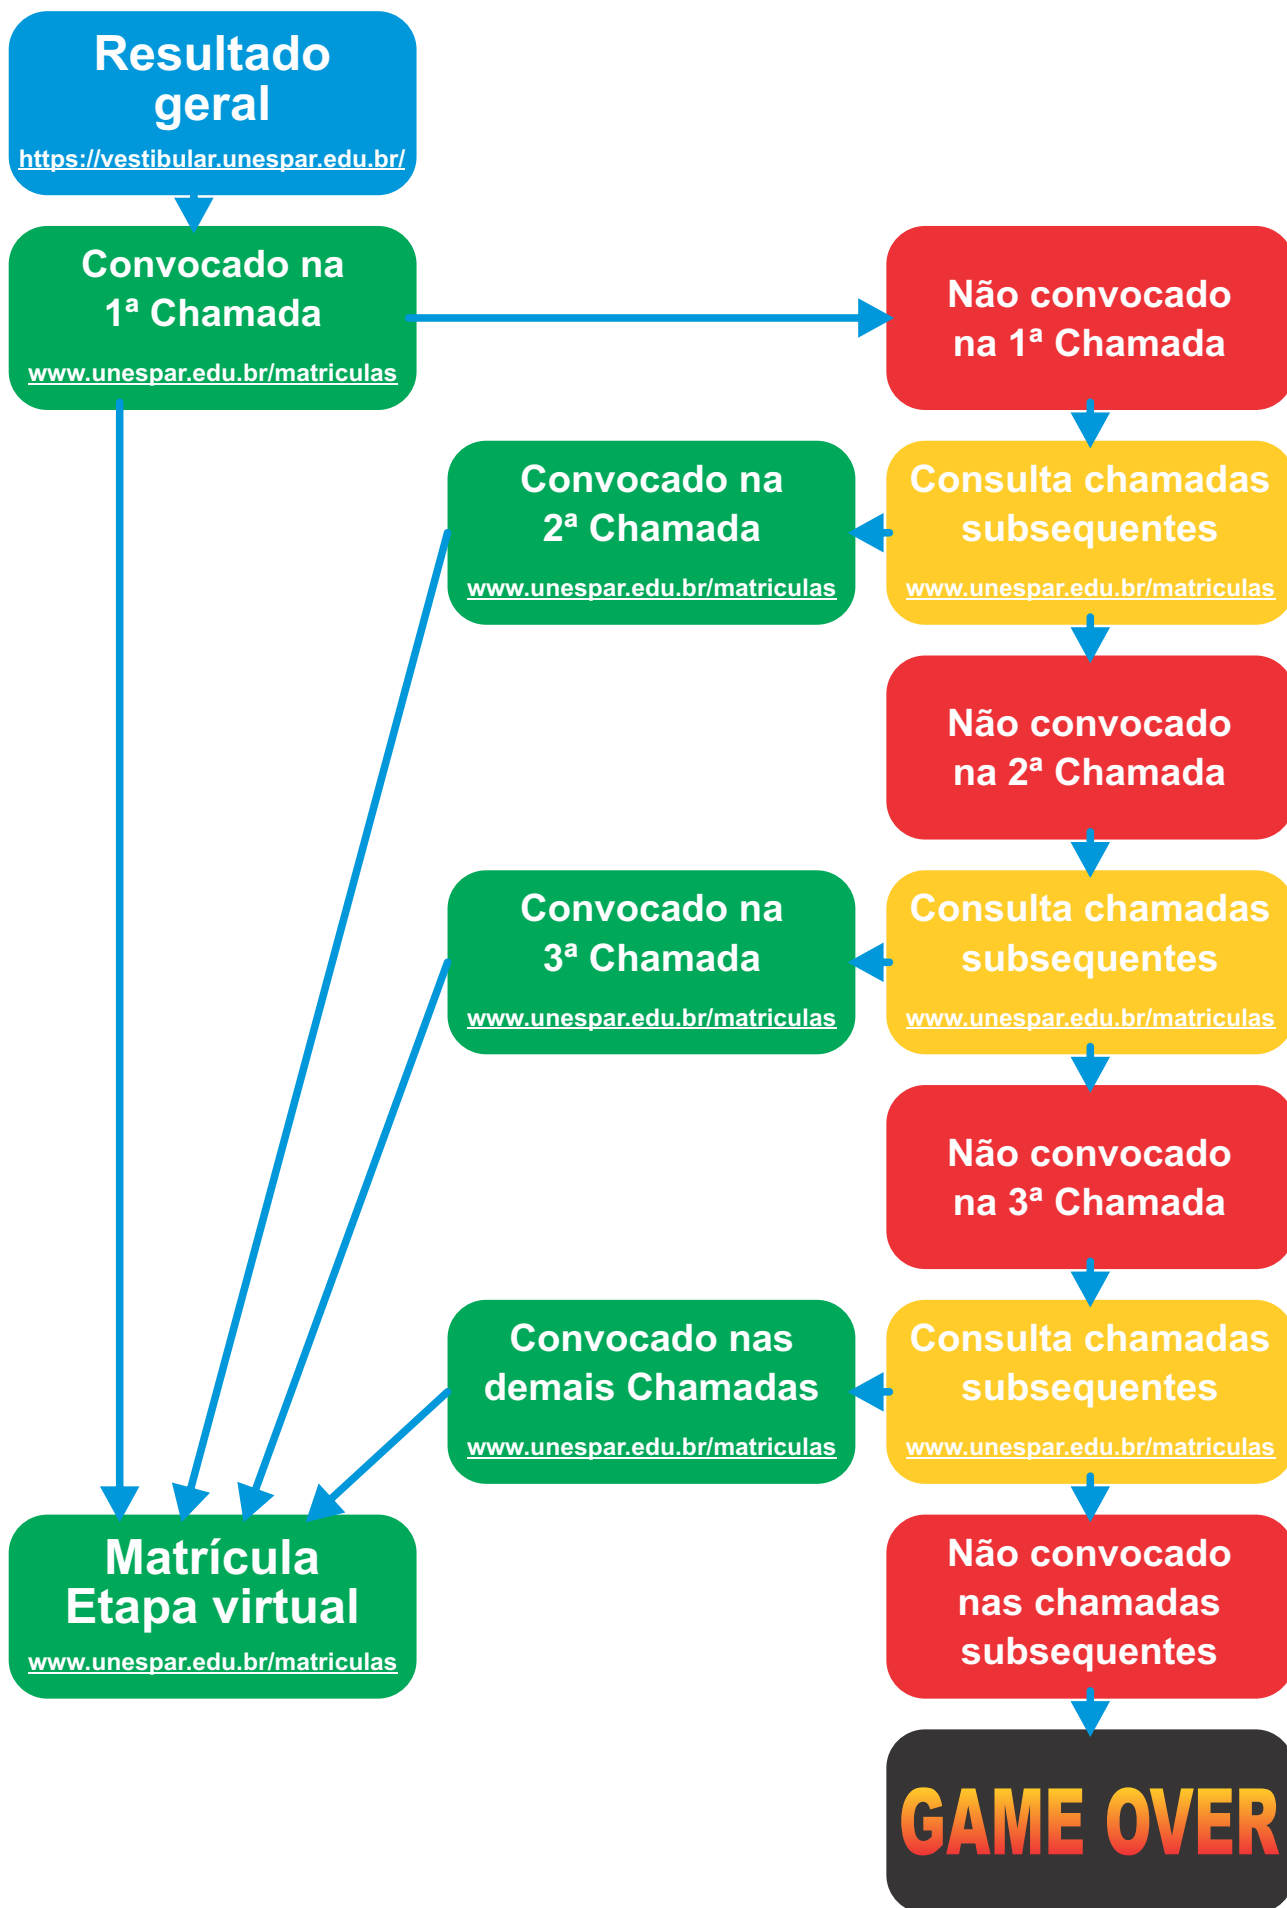 Resultado
geral
https://vestibular.unespar.edu.br/
Convocado na
1ª Chamada
www.unespar.edu.br/matriculas
Não convocado
na 1ª Chamada
Convocado na
2ª Chamada
www.unespar.edu.br/matriculas
Consulta chamadas
subsequentes
www.unespar.edu.br/matriculas
Não convocado
na 2ª Chamada
Convocado na
3ª Chamada
www.unespar.edu.br/matriculas
Consulta chamadas
subsequentes
www.unespar.edu.br/matriculas
Não convocado
na 3ª Chamada
Convocado nas
demais Chamadas
www.unespar.edu.br/matriculas
Consulta chamadas
subsequentes
www.unespar.edu.br/matriculas
Matrícula
Etapa virtual
www.unespar.edu.br/matriculas
Não convocado
nas chamadas
subsequentes
GAME OVER